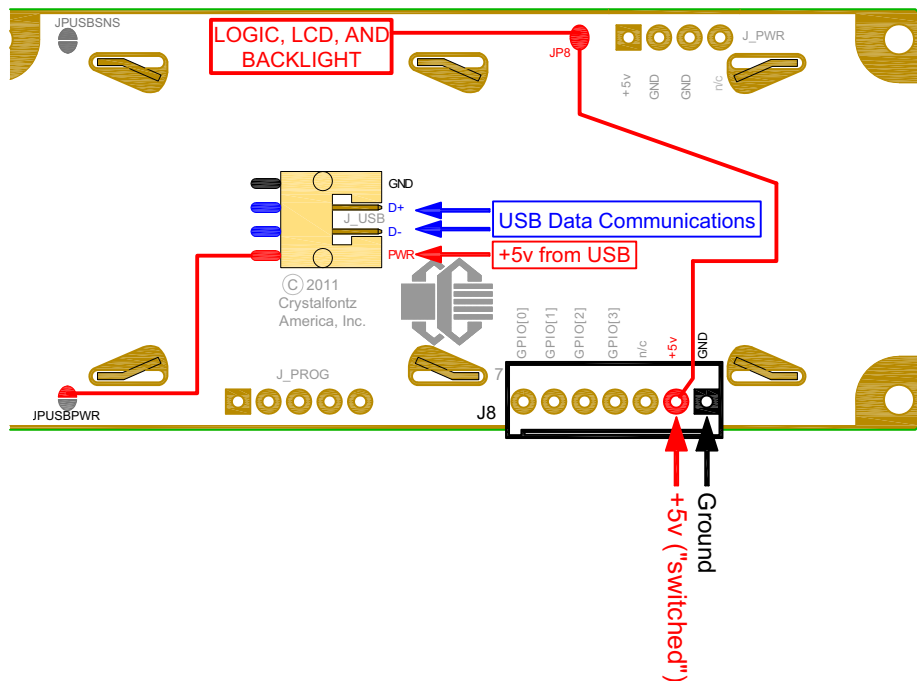 JPUSBSNS
LOGIC, LCD, AND
BACKLIGHT
JP8
J_PWR
+5v
GND
GND
n/c
GND
D+
J_USB
D-
PWR
USB Data Communications
+5v from USB
© 2011
Crystalfontz
America, Inc.
GPIO[0]
GPIO[1]
GPIO[2]
GPIO[3]
n/c
+5v
GND
J_PROG
7
JPUSBPWR
J8
+5v ("switched")
Ground